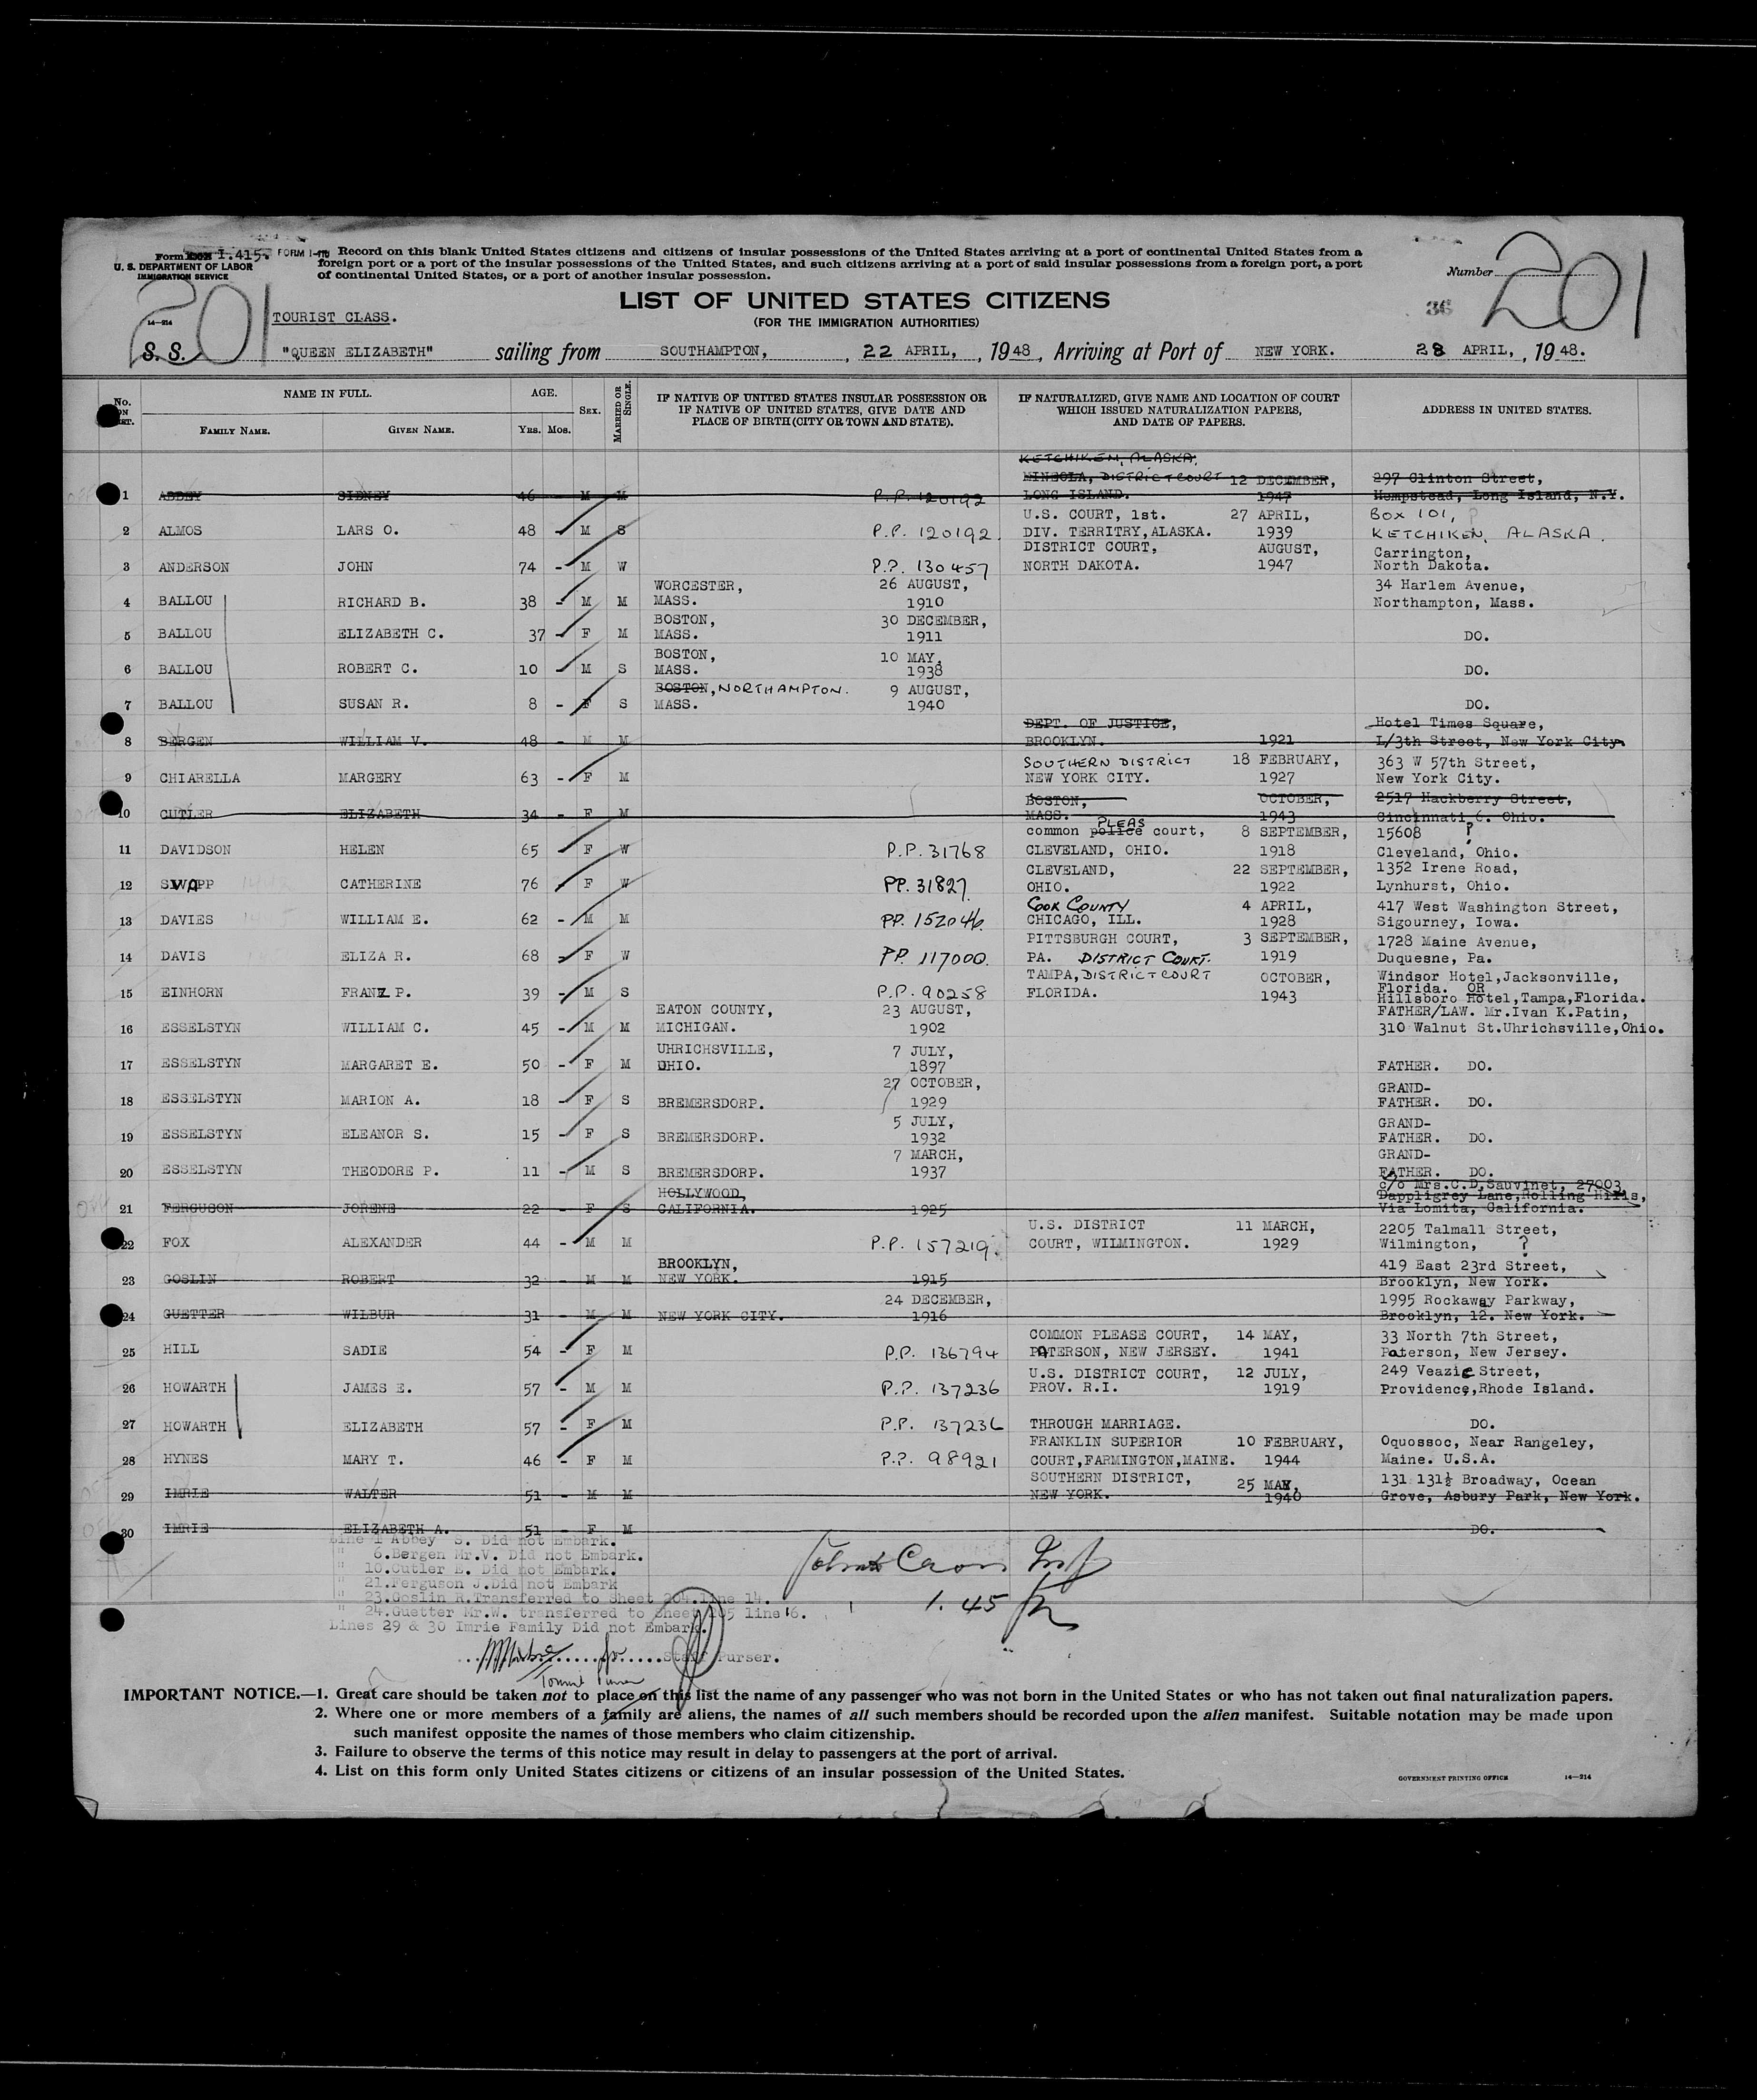 Form I-415. FORM I-410 Record on this blank United States citizens and citizens of insular possessions of the United States arriving at a port of continental United States from a
U. S. DEPARTMENT OF LABOR foreign port or a port of the insular possessions of the United States, and such citizens arriving at a port of said insular possessions from a foreign port, a port
IMMIGRATION SERVICE of continental United States, or a port of another insular possession.
Number 201
201
36
14—214
LIST OF UNITED STATES CITIZENS
TOURIST CLASS.
(FOR THE IMMIGRATION AUTHORITIES)
S. S. "QUEEN ELIZABETH" sailing from SOUTHAMPTON, , 22 APRIL, , 1948, Arriving at Port of NEW YORK. 28 APRIL, , 1948.
No. ON LIST. NAME IN FULL. AGE. SEX. MARRIED OR SINGLE. IF NATIVE OF UNITED STATES INSULAR POSSESSION OR IF NATIVE OF UNITED STATES, GIVE DATE AND PLACE OF BIRTH (CITY OR TOWN AND STATE). IF NATURALIZED, GIVE NAME AND LOCATION OF COURT WHICH ISSUED NATURALIZATION PAPERS, AND DATE OF PAPERS. ADDRESS IN UNITED STATES.
FAMILY NAME. GIVEN NAME. YRS. MOS.
KETCHIKEN, ALASKA,
MINEOLA, DISTRICT COURT 12 DECEMBER, 297 Clinton Street,
1 ABBEY SIDNEY 46 M M P.P. 120192 LONG ISLAND. 1947 Hempstead, Long Island, N.Y.
U.S. COURT, 1st. 27 APRIL, BOX 101,
2 ALMOS LARS O. 48 - M S P.P. 120192. DIV. TERRITRY, ALASKA. 1939 KETCHIKEN, ALASKA.
DISTRICT COURT, AUGUST, Carrington,
3 ANDERSON JOHN 74 - M W P.P. 130457 NORTH DAKOTA. 1947 North Dakota.
WORCESTER, 26 AUGUST, 34 Harlem Avenue,
4 BALLOU RICHARD B. 38 - M M MASS. 1910 Northampton, Mass.
BOSTON, 30 DECEMBER,
5 BALLOU ELIZABETH C. 37 - F M MASS. 1911 DO.
BOSTON, 10 MAY,
6 BALLOU ROBERT C. 10 - M S MASS. 1938 DO.
BOSTON, NORTHAMPTON. 9 AUGUST,
7 BALLOU SUSAN R. 8 - F S MASS. 1940 DO.
DEPT. OF JUSTICE, Hotel Times Square,
8 BERGEN WILLIAM V. 48 - M M BROOKLYN. 1921 L/3th Street, New York City
SOUTHERN DISTRICT 18 FEBRUARY, 363 W 57th Street,
9 CHIARELLA MARGERY 63 - F M NEW YORK CITY. 1927 New York City.
BOSTON, OCTOBER, 2517 Hackberry Street,
10 CUTLER ELIZABETH 34 - F M MASS. 1943 Cincinnati 6. Ohio.
common police PLEAS court, 8 SEPTEMBER, 15608 ?
11 DAVIDSON HELEN 65 - F W P.P. 31768 CLEVELAND, OHIO. 1918 Cleveland, Ohio.
CLEVELAND, 22 SEPTEMBER, 1352 Irene Road,
12 SWAPP CATHERINE 76 - F W PP. 31827. OHIO. 1922 Lynhurst, Ohio.
COOK COUNTY 4 APRIL, 417 West Washington Street,
13 DAVIES WILLIAM E. 62 - M M PP. 152046. CHICAGO, ILL. 1928 Sigourney, Iowa.
PITTSBURGH COURT, 3 SEPTEMBER, 1728 Maine Avenue,
14 DAVIS ELIZA R. 68 - F W PP. 117000. PA. DISTRICT COURT. 1919 Duquesne, Pa.
TAMPA, DISTRICT COURT OCTOBER, Windsor Hotel, Jacksonville,
Florida. OR
15 EINHORN FRANZ P. 39 - M S P.P. 90258 FLORIDA. 1943 Hillsboro Hotel, Tampa, Florida.
EATON COUNTY, 23 AUGUST, FATHER/LAW. Mr.Ivan K.Patin,
16 ESSELSTYN WILLIAM C. 45 - M M MICHIGAN. 1902 310 Walnut St.Uhrichsville, Ohio.
UHRICHSVILLE, 7 JULY,
17 ESSELSTYN MARGARET E. 50 - F M OHIO. 1897 FATHER. DO.
27 OCTOBER, GRAND-
18 ESSELSTYN MARION A. 18 - F S BREMERSDORP. 1929 FATHER. DO.
5 JULY, GRAND-
19 ESSELSTYN ELEANOR S. 15 - F S BREMERSDORP. 1932 FATHER. DO.
7 MARCH, GRAND-
20 ESSELSTYN THEODORE P. 11 - M S BREMERSDORP. 1937 FATHER. DO.
c/o Mrs.C.D.Sauvinet, 27003
HOLLYWOOD, Dappligrey Lane, Rolling Hills,
21 FERGUSON JORENE 22 - F S CALIFORNIA. 1925 Via Lomita, California.
U.S. DISTRICT 11 MARCH, 2205 Talmall Street,
22 FOX ALEXANDER 44 - M M P.P. 157219. COURT, WILMINGTON. 1929 Wilmington, ?
BROOKLYN, 419 East 23rd Street,
23 GOSLIN ROBERT 32 - M M NEW YORK. 1915 Brooklyn, New York.
24 DECEMBER, 1995 Rockaway Parkway,
24 GUETTER WILBUR 31 - M M NEW YORK CITY. 1916 Brooklyn, 12. New York.
COMMON PLEASE COURT, 14 MAY, 33 North 7th Street,
25 HILL SADIE 54 - F M P.P. 136794 PATERSON, NEW JERSEY. 1941 Paterson, New Jersey.
U.S. DISTRICT COURT, 12 JULY, 249 Veazie Street,
26 HOWARTH JAMES E. 57 - M M P.P. 137236 PROV. R.I. 1919 Providence, Rhode Island.
27 HOWARTH ELIZABETH 57 - F M P.P. 137236 THROUGH MARRIAGE. DO.
FRANKLIN SUPERIOR 10 FEBRUARY, Oquossoc, Near Rangeley,
28 HYNES MARY T. 46 - F M P.P. 98921 COURT, FARMINGTON, MAINE. 1944 Maine. U.S.A.
SOUTHERN DISTRICT, 25 MAY, 131 131½ Broadway, Ocean
29 IMRIE WALTER 51 - M M NEW YORK. 1940 Grove, Asbury Park, New York.
30 IMRIE ELIZABETH A. 51 - F M DO.
Line 1 Abbey S. Did not Embark.
" 6.Bergen Mr.V. Did not Embark.
" 10.Cutler E. Did not Embark.
" 21.Ferguson J.Did not Embark
" 23.Goslin R.Transferred to Sheet 204.line 14.
" 24.Guetter Mr.W. transferred to Sheet 205 line 16.
Lines 29 & 30 Imrie Family Did not Embark.
1.45
Staff Purser.
Tourist Purser
IMPORTANT NOTICE.—1. Great care should be taken not to place on this list the name of any passenger who was not born in the United States or who has not taken out final naturalization papers.
2. Where one or more members of a family are aliens, the names of all such members should be recorded upon the alien manifest. Suitable notation may be made upon
such manifest opposite the names of those members who claim citizenship.
3. Failure to observe the terms of this notice may result in delay to passengers at the port of arrival.
4. List on this form only United States citizens or citizens of an insular possession of the United States.
GOVERNMENT PRINTING OFFICE 14—214